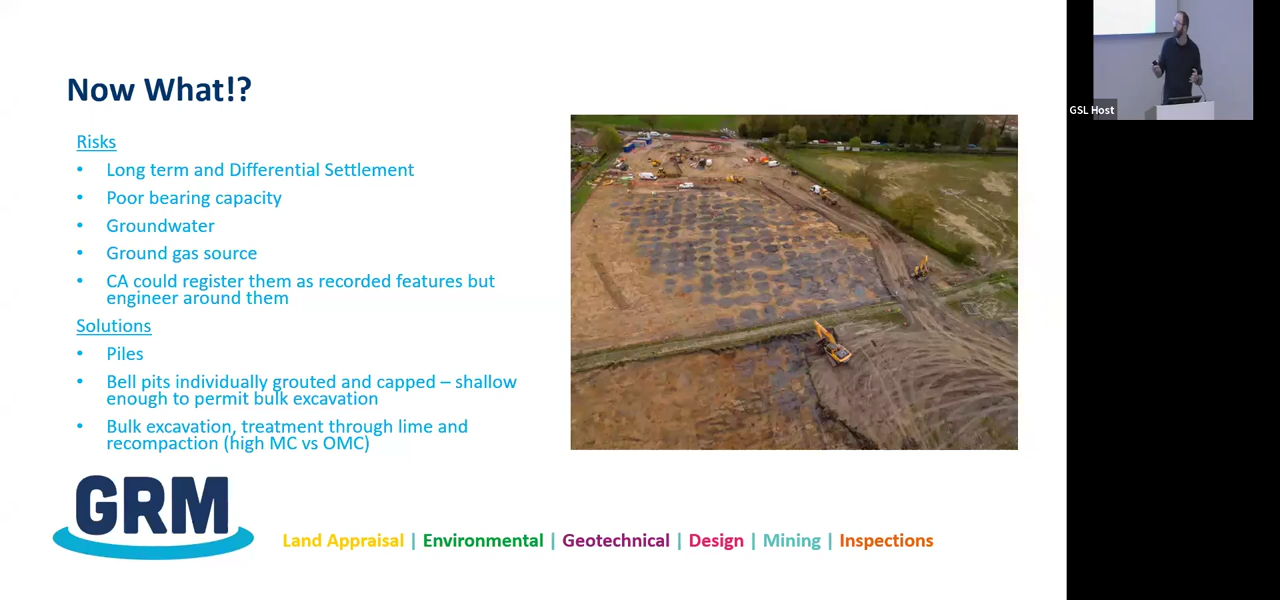 Now What!?
GSL Host
Risks
• Long term and Differential Settlement
• Poor bearing capacity
• Groundwater
• Ground gas source
• CA could register them as recorded features but
engineer around them
Solutions
• Piles
• Bell pits individually grouted and capped – shallow
enough to permit bulk excavation
• Bulk excavation, treatment through lime and
recompaction (high MC vs OMC)
GRM
Land Appraisal | Environmental | Geotechnical | Design | Mining | Inspections